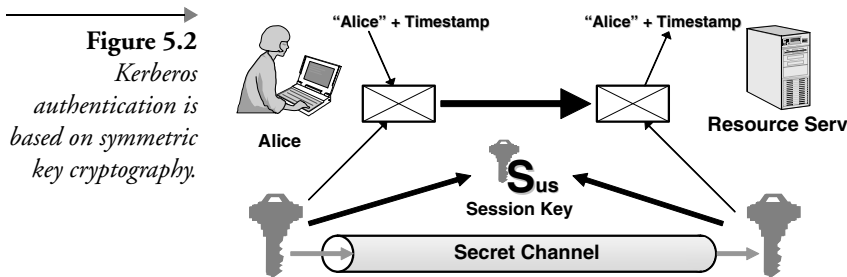 Figure 5.2
Kerberos
authentication is
based on symmetric
key cryptography.
"Alice" + Timestamp
"Alice" + Timestamp
Alice
Resource Serv
Sus
Session Key
Secret Channel